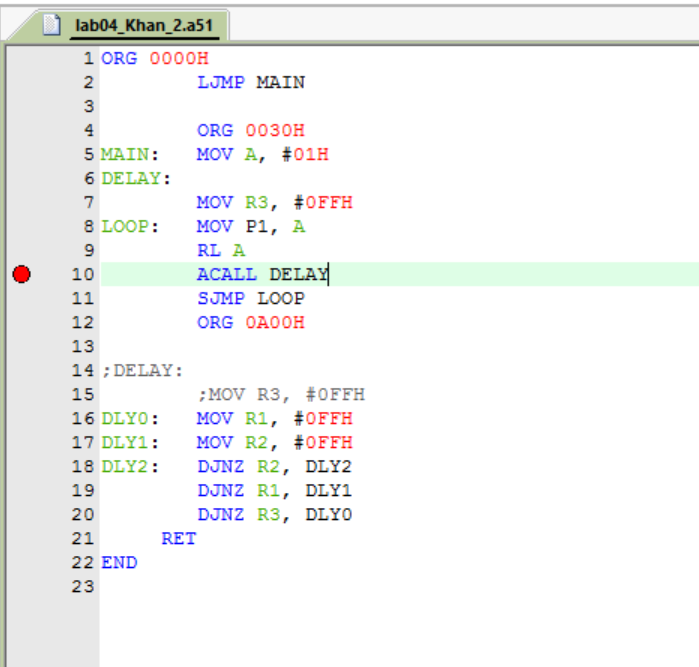 lab04_Khan_2.a51
1 ORG 0000H
2 LJMP MAIN
3
4 ORG 0030H
5 MAIN: MOV A, #01H
6 DELAY:
7 MOV R3, #0FFH
8 LOOP: MOV P1, A
9 RL A
10 ACALL DELAY
11 SJMP LOOP
12 ORG 0A00H
13
14 ;DELAY:
15 ;MOV R3, #0FFH
16 DLY0: MOV R1, #0FFH
17 DLY1: MOV R2, #0FFH
18 DLY2: DJNZ R2, DLY2
19 DJNZ R1, DLY1
20 DJNZ R3, DLY0
21 RET
22 END
23